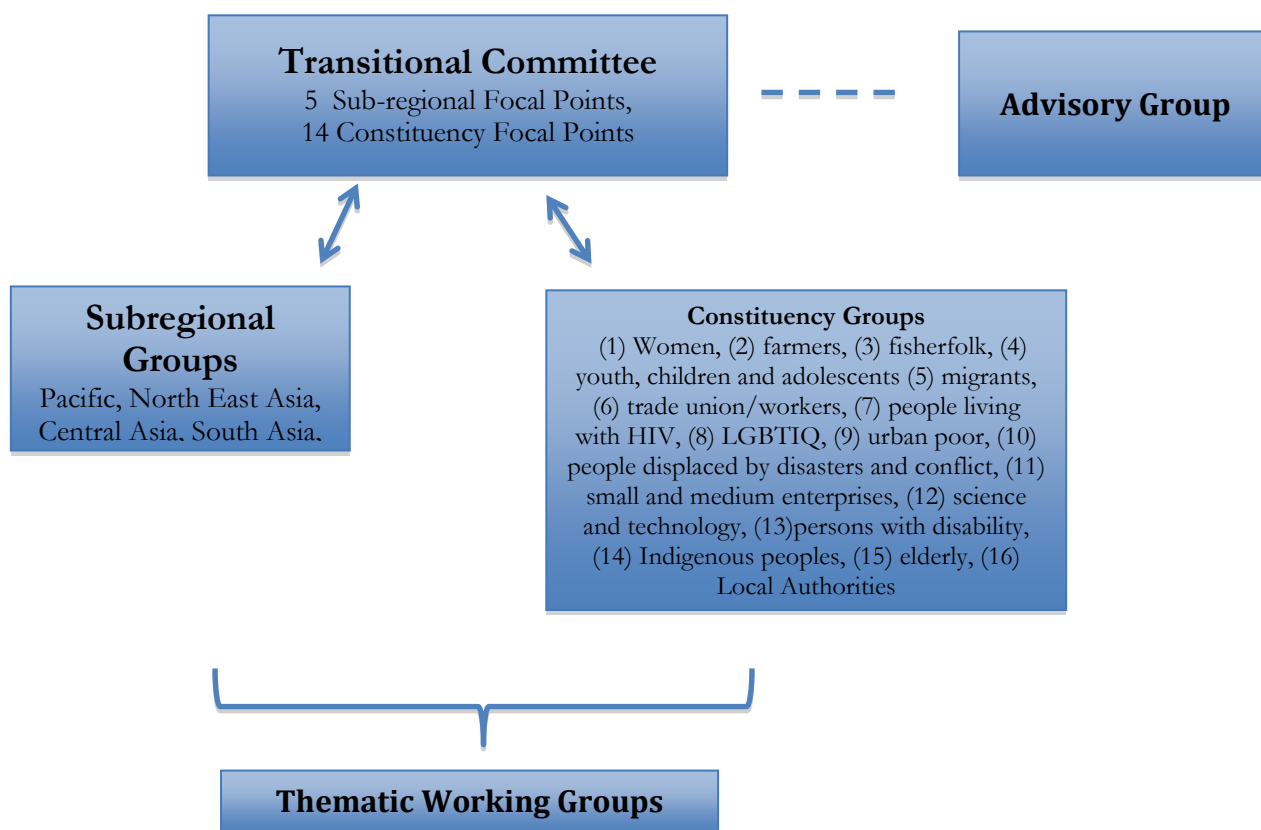 Transitional Committee
5 Sub-regional Focal Points,
14 Constituency Focal Points
Advisory Group
Subregional
Groups
Pacific, North East Asia,
Central Asia, South Asia,
Constituency Groups
(1) Women, (2) farmers, (3) fisherfolk, (4)
youth, children and adolescents (5) migrants,
(6) trade union/workers, (7) people living
with HIV, (8) LGBTIQ, (9) urban poor, (10)
people displaced by disasters and conflict, (11)
small and medium enterprises, (12) science
and technology, (13)persons with disability,
(14) Indigenous peoples, (15) elderly, (16)
Local Authorities
Thematic Working Groups